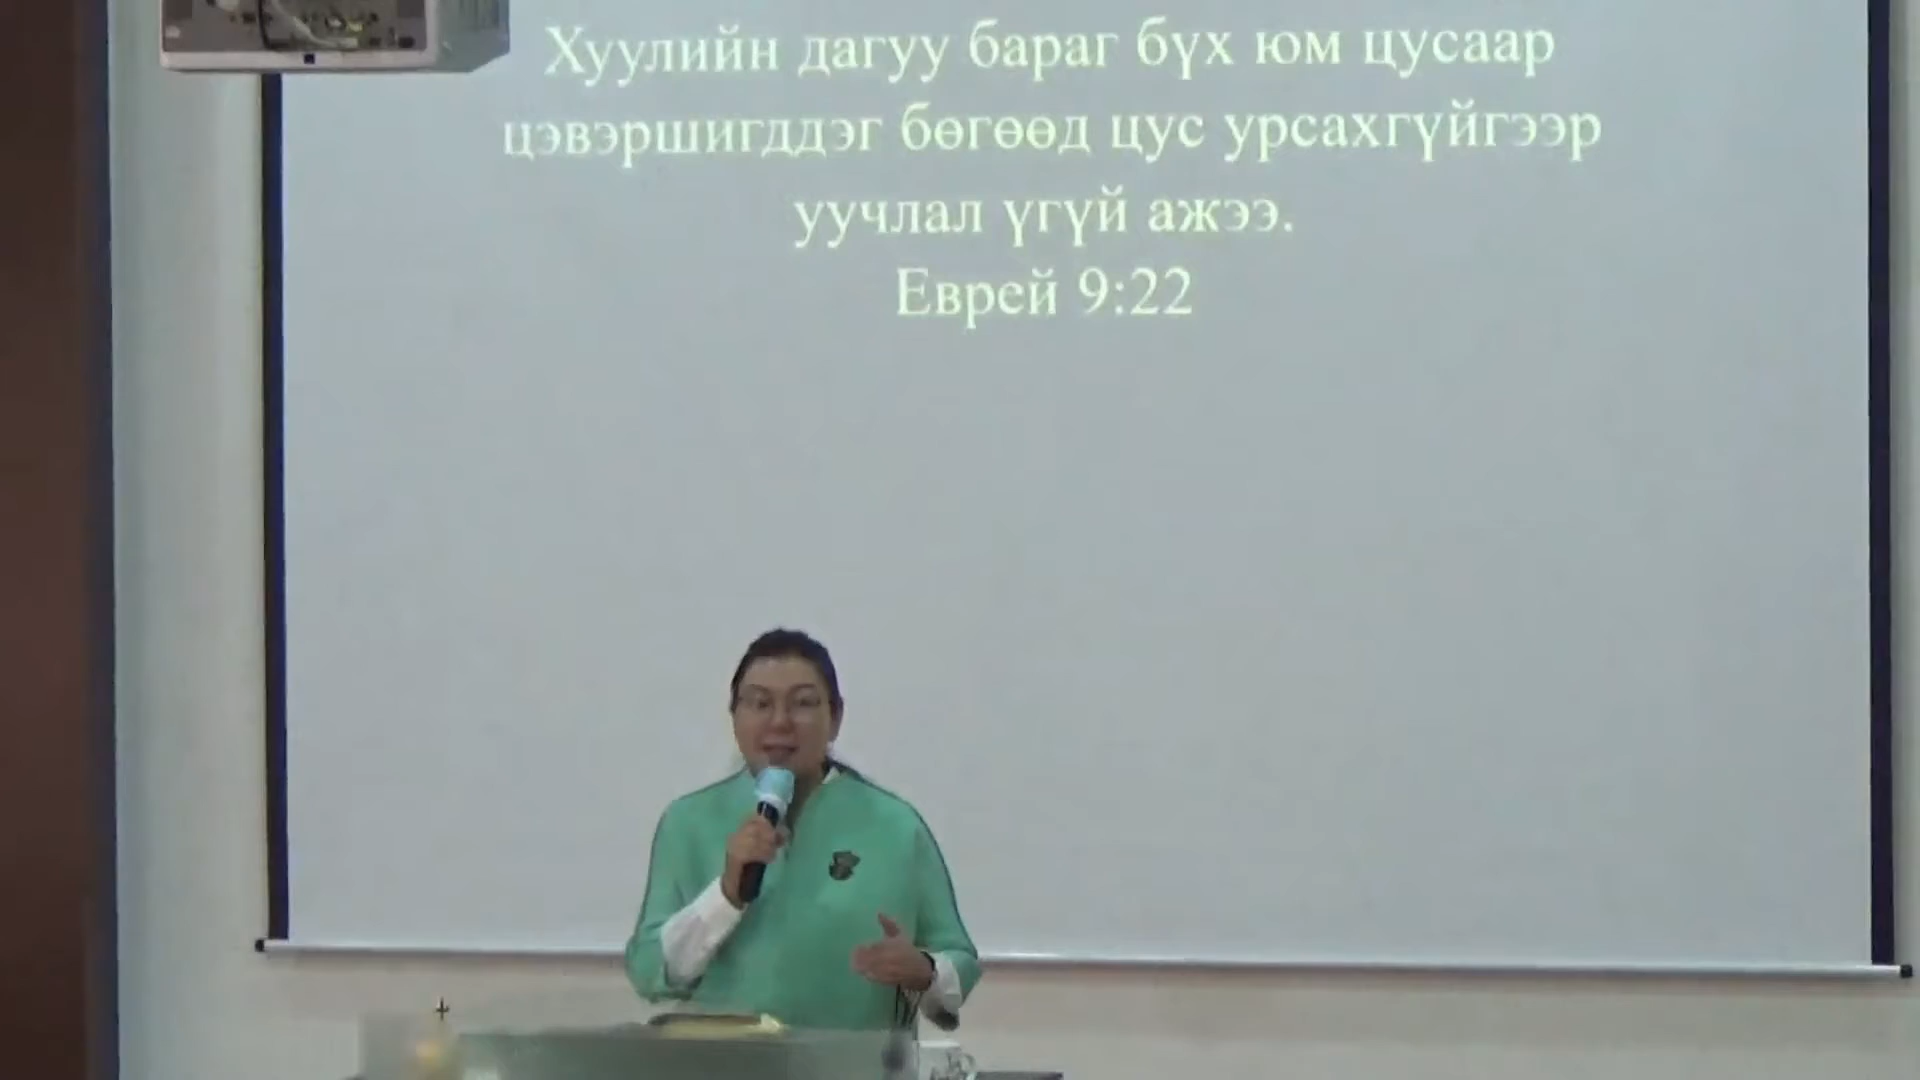 Хуулийн дагуу бараг бүх юм цусаар
цэвэршигддэг бөгөөд цус урсахгүйгээр
уучлал үгүй ажээ.
Еврей 9:22